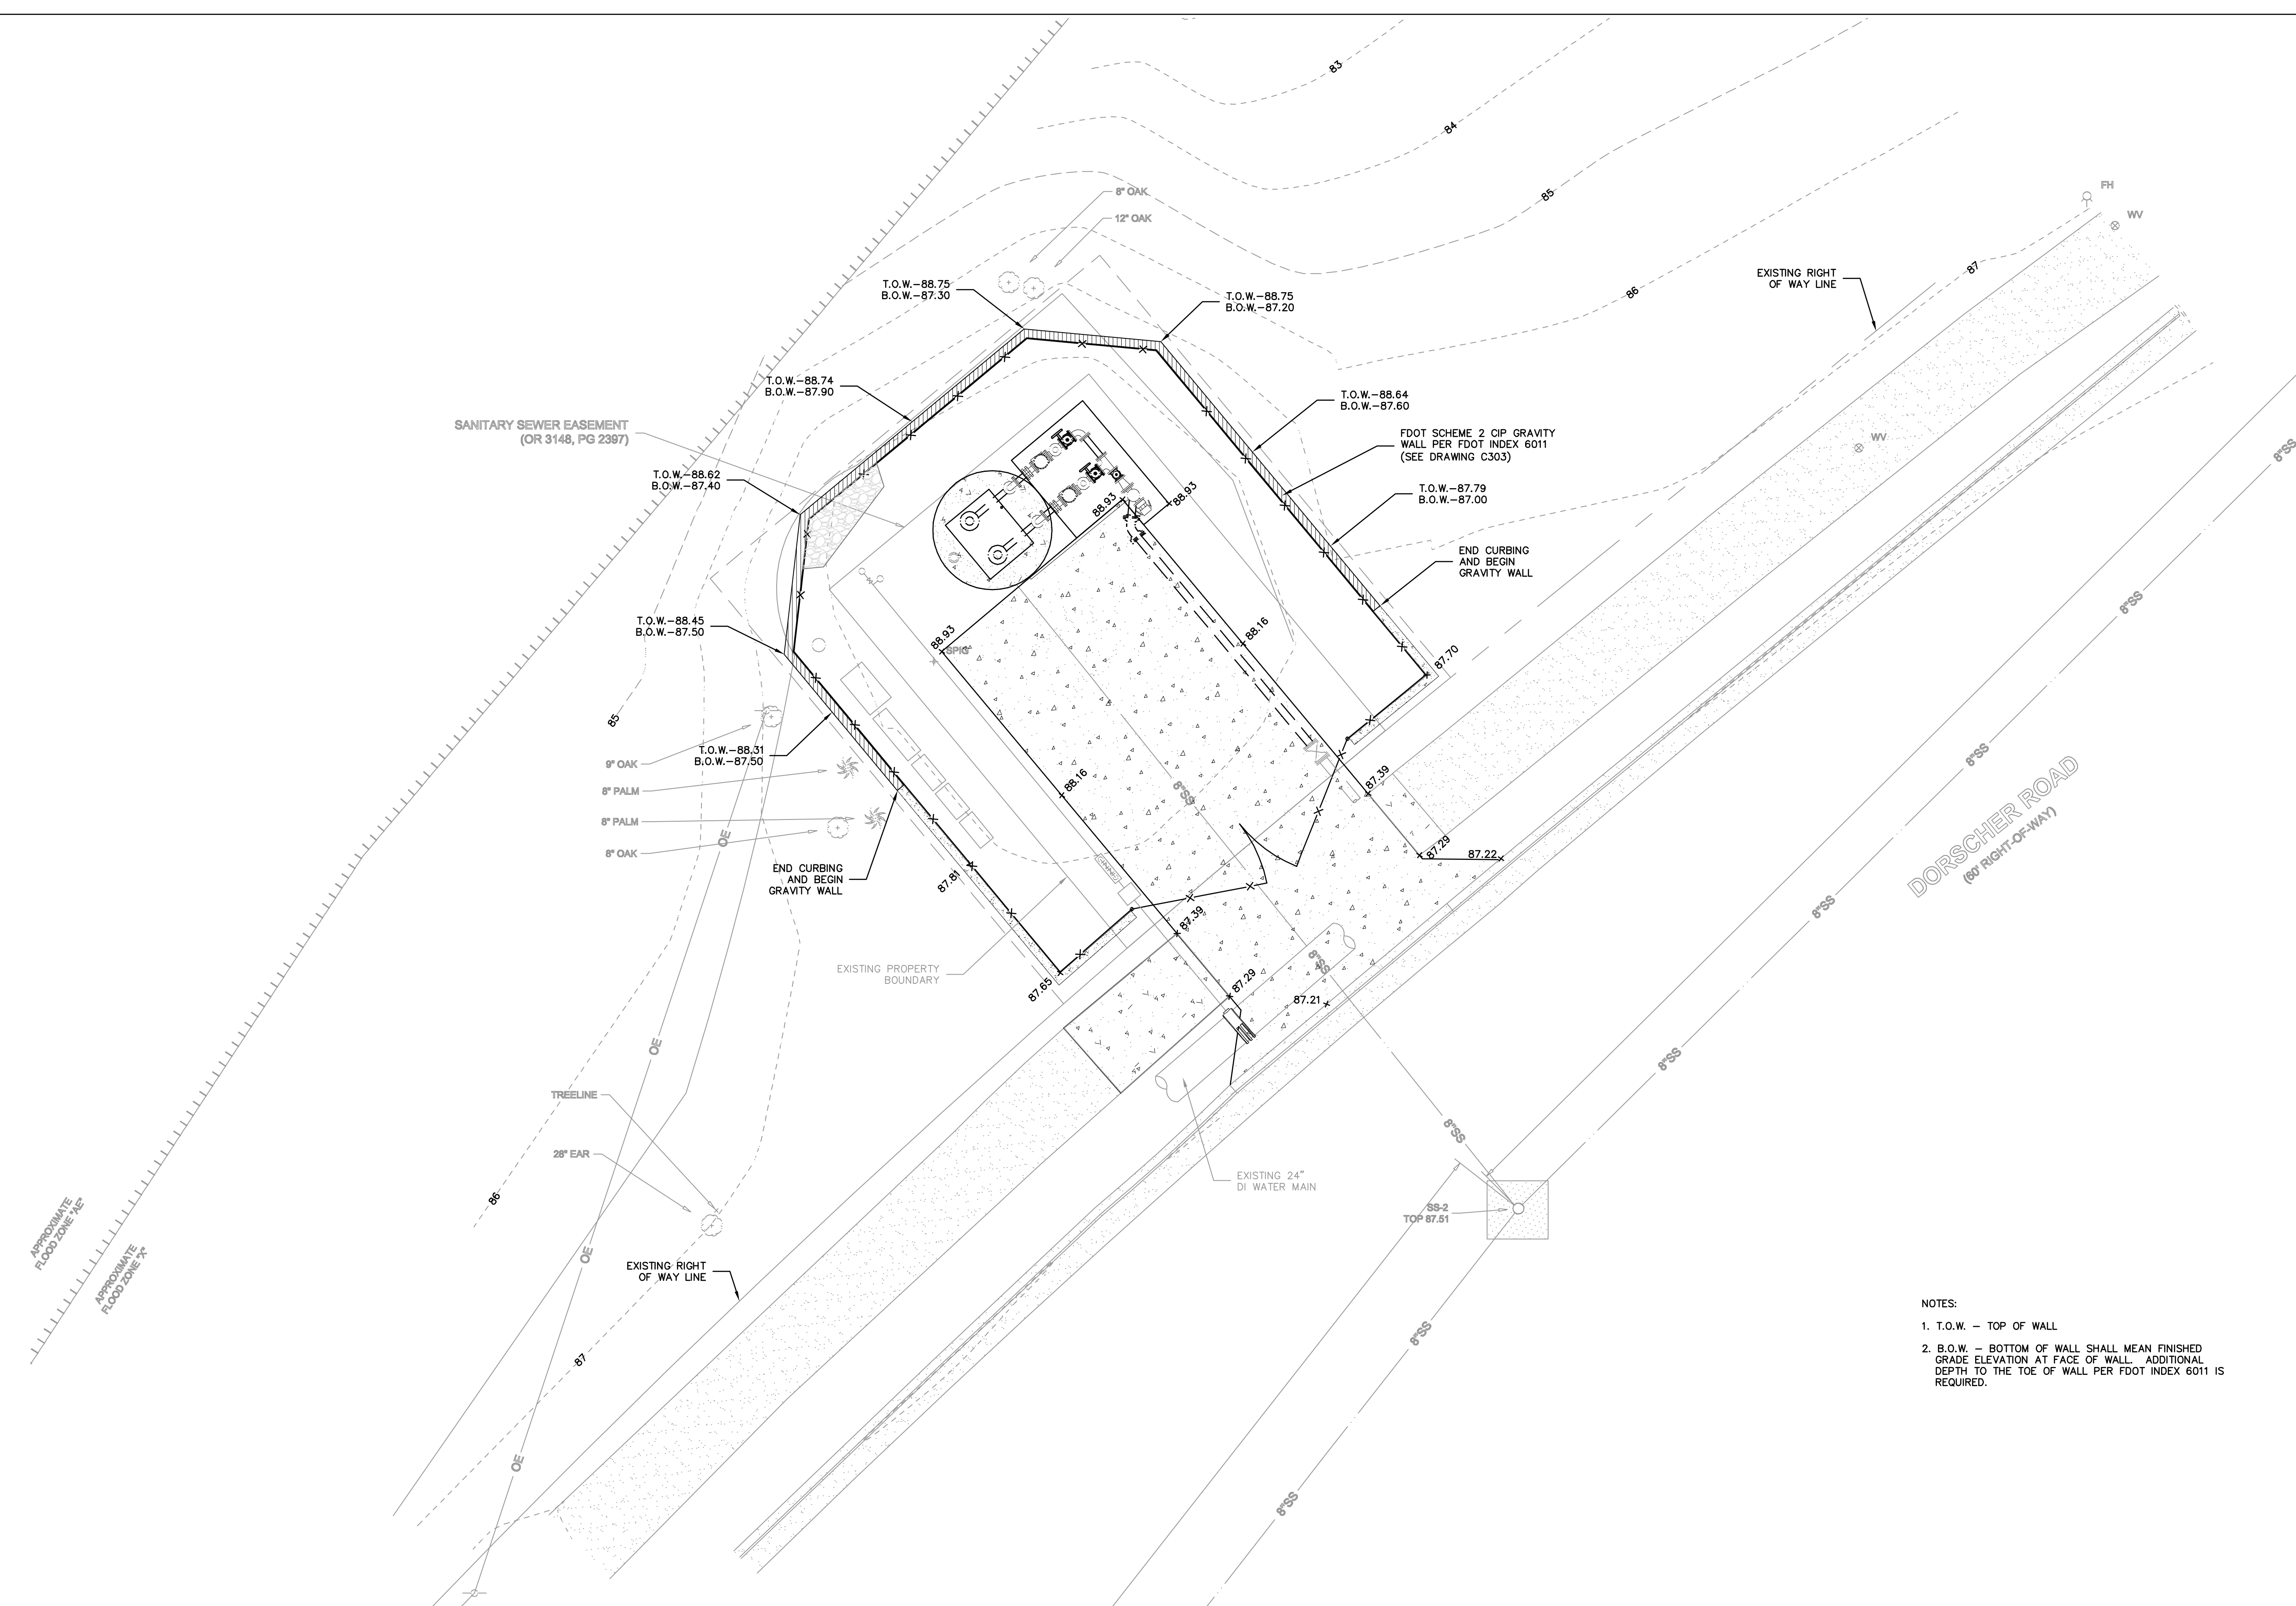 83
84
85
8" OAK
12" OAK
FH
WV
87
EXISTING RIGHT
OF WAY LINE
86
T.O.W.-88.75
B.O.W.-87.30
T.O.W.-88.75
B.O.W.-87.20
T.O.W.-88.74
B.O.W.-87.90
T.O.W.-88.64
B.O.W.-87.60
SANITARY SEWER EASEMENT
(OR 3148, PG 2397)
FDOT SCHEME 2 CIP GRAVITY
WALL PER FDOT INDEX 6011
(SEE DRAWING C303)
WV
8"SS
T.O.W.-88.62
B.O.W.-87.40
T.O.W.-87.79
B.O.W.-87.00
88.93
88.93
END CURBING
AND BEGIN
GRAVITY WALL
8"SS
T.O.W.-88.45
B.O.W.-87.50
88.93
SPIG
88.16
87.70
85
T.O.W.-88.31
B.O.W.-87.50
9" OAK
8" PALM
8" PALM
8" OAK
OE
88.16
8"SS
87.39
8"SS
DORSCHER ROAD
(60' RIGHT-OF-WAY)
87.29
87.22
END CURBING
AND BEGIN
GRAVITY WALL
87.81
87.39
8"SS
EXISTING PROPERTY
BOUNDARY
87.65
8"SS
87.29
87.21
OE
8"SS
TREELINE
28" EAR
8"SS
EXISTING 24"
DI WATER MAIN
86
SS-2
TOP 87.51
APPROXIMATE
FLOOD ZONE "AE"
APPROXIMATE
FLOOD ZONE "X"
OE
EXISTING RIGHT
OF WAY LINE
87
8"SS
OE
8"SS
NOTES:
1. T.O.W. – TOP OF WALL
2. B.O.W. – BOTTOM OF WALL SHALL MEAN FINISHED
GRADE ELEVATION AT FACE OF WALL. ADDITIONAL
DEPTH TO THE TOE OF WALL PER FDOT INDEX 6011 IS
REQUIRED.